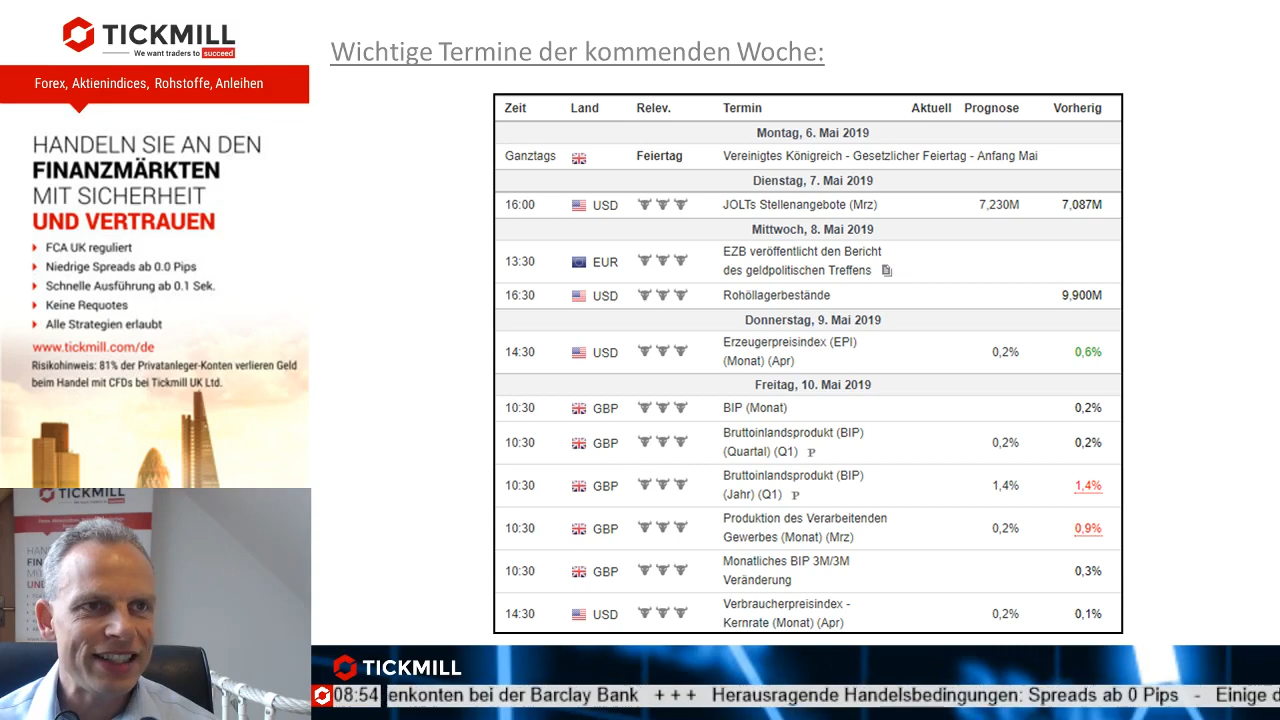 TICKMILL
We want traders to succeed
Forex, Aktienindices, Rohstoffe, Anleihen
HANDELN SIE AN DEN
FINANZMÄRKTEN
MIT SICHERHEIT
UND VERTRAUEN
FCA UK reguliert
Niedrige Spreads ab 0.0 Pips
Schnelle Ausführung ab 0.1 Sek.
Keine Requotes
Alle Strategien erlaubt
www.tickmill.com/de
Risikohinweis: 81% der Privatanleger-Konten verlieren Geld
beim Handel mit CFDs bei Tickmill UK Ltd.
TICKMILL
Wichtige Termine der kommenden Woche:
Zeit Land Relev. Termin Aktuell Prognose Vorherig
Montag, 6. Mai 2019
Ganztags Feiertag Vereinigtes Königreich - Gesetzlicher Feiertag - Anfang Mai
Dienstag, 7. Mai 2019
16:00 USD JOLTs Stellenangebote (Mrz) 7,230M 7,087M
Mittwoch, 8. Mai 2019
13:30 EUR EZB veröffentlicht den Bericht
des geldpolitischen Treffens
16:30 USD Rohöllagerbestände 9,900M
Donnerstag, 9. Mai 2019
14:30 USD Erzeugerpreisindex (EPI)
(Monat) (Apr) 0,2% 0,6%
Freitag, 10. Mai 2019
10:30 GBP BIP (Monat) 0,2%
10:30 GBP Bruttoinlandsprodukt (BIP)
(Quartal) (Q1) P 0,2% 0,2%
10:30 GBP Bruttoinlandsprodukt (BIP)
(Jahr) (Q1) P 1,4% 1,4%
10:30 GBP Produktion des Verarbeitenden
Gewerbes (Monat) (Mrz) 0,2% 0,9%
10:30 GBP Monatliches BIP 3M/3M
Veränderung 0,3%
14:30 USD Verbraucherpreisindex -
Kernrate (Monat) (Apr) 0,2% 0,1%
TICKMILL
08:54 enkonten bei der Barclay Bank +++ Herausragende Handelsbedingungen: Spreads ab 0 Pips - Einige d